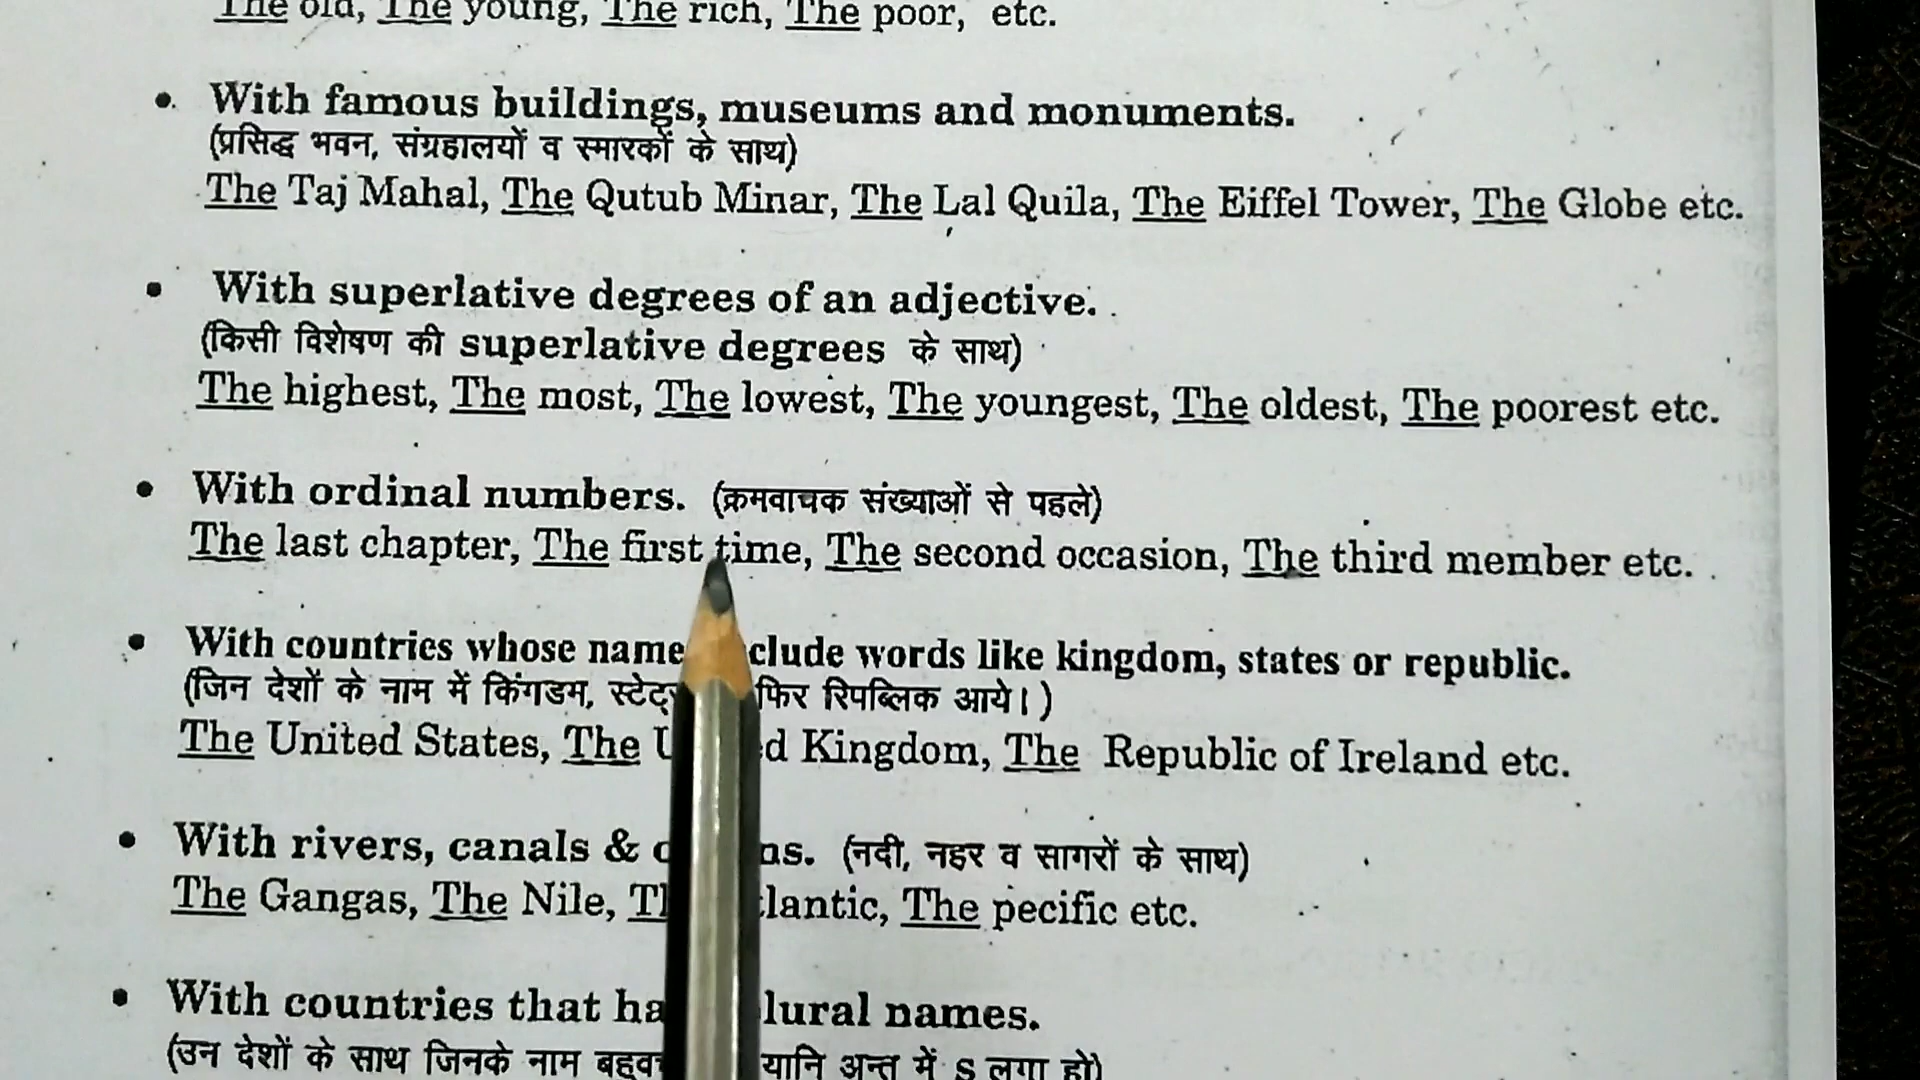 The old, The young, The rich, The poor, etc.
• With famous buildings, museums and monuments.
(प्रसिद्ध भवन, संग्रहालयों व स्मारकों के साथ)
The Taj Mahal, The Qutub Minar, The Lal Quila, The Eiffel Tower, The Globe etc.
• With superlative degrees of an adjective.
(किसी विशेषण की superlative degrees के साथ)
The highest, The most, The lowest, The youngest, The oldest, The poorest etc.
• With ordinal numbers. (क्रमवाचक संख्याओं से पहले)
The last chapter, The first time, The second occasion, The third member etc.
• With countries whose name clude words like kingdom, states or republic.
(जिन देशों के नाम में किंगडम, फिर रिपब्लिक आये। )
The United States, The Kingdom, The Republic of Ireland etc.
• With rivers, canals & (नदी, नहर व सागरों के साथ)
The Gangas, The Nile, The pecific etc.
• With countries that names.
(उन देशों के साथ जिनके नाम यानि अन्त में S लगा हो)